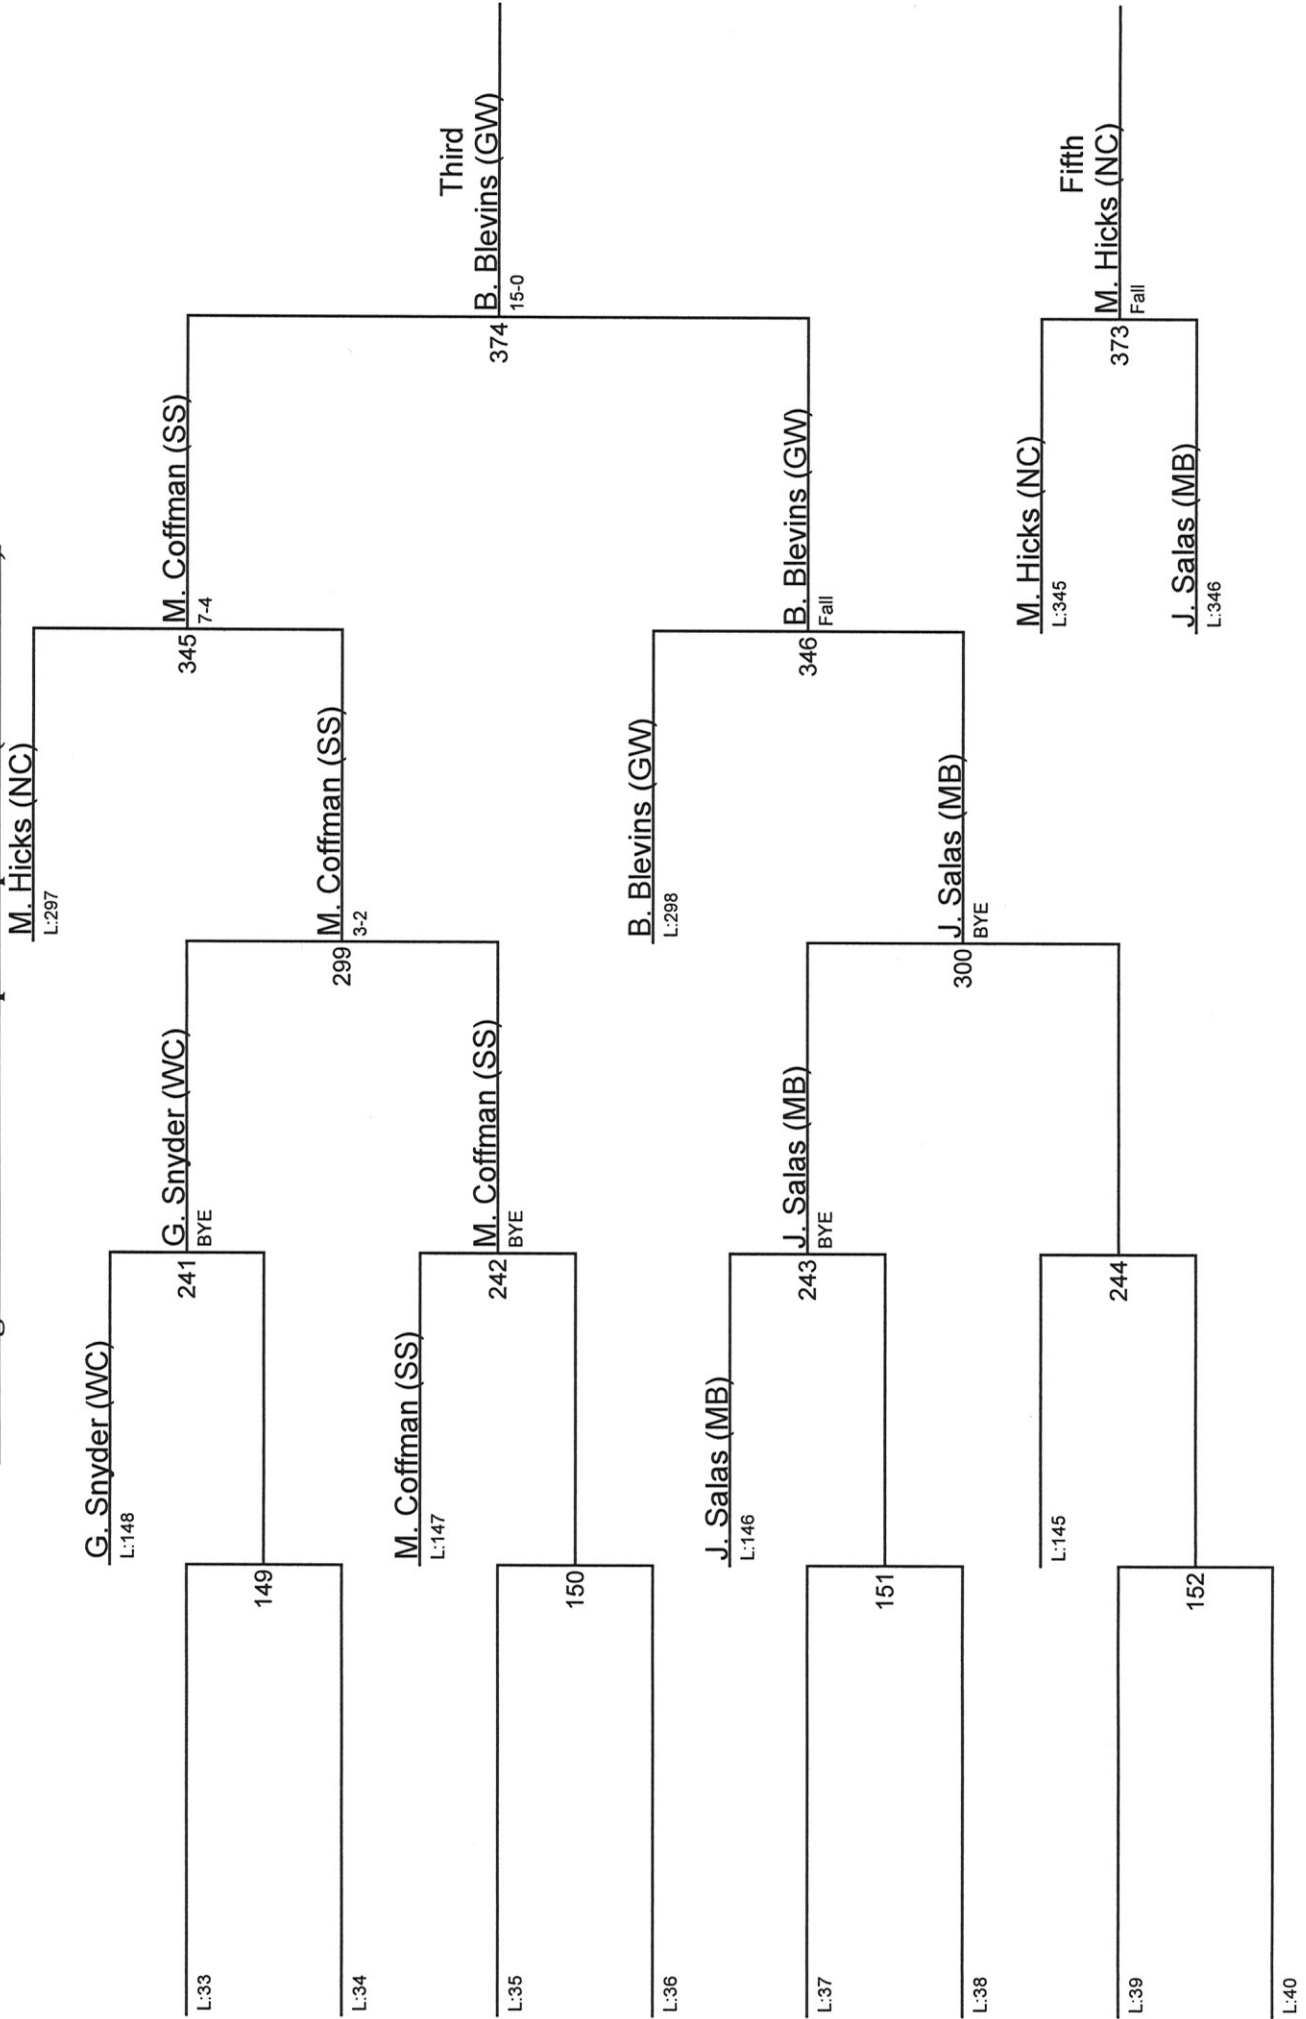 L:33
L:34
L:35
L:36
L:37
L:38
L:39
L:40
149
150
151
152
G. Snyder (WC)
L:148
M. Coffman (SS)
L:147
J. Salas (MB)
L:146
L:145
241
242
243
244
G. Snyder (WC)
BYE
M. Coffman (SS)
BYE
J. Salas (MB)
BYE
299
300
M. Hicks (NC)
L:297
M. Coffman (SS)
3-2
B. Blevins (GW)
L:298
J. Salas (MB)
BYE
345
346
M. Coffman (SS)
7-4
B. Blevins (GW)
Fall
M. Hicks (NC)
L:345
J. Salas (MB)
L:346
374
373
Third
B. Blevins (GW)
15-0
Fifth
M. Hicks (NC)
Fall